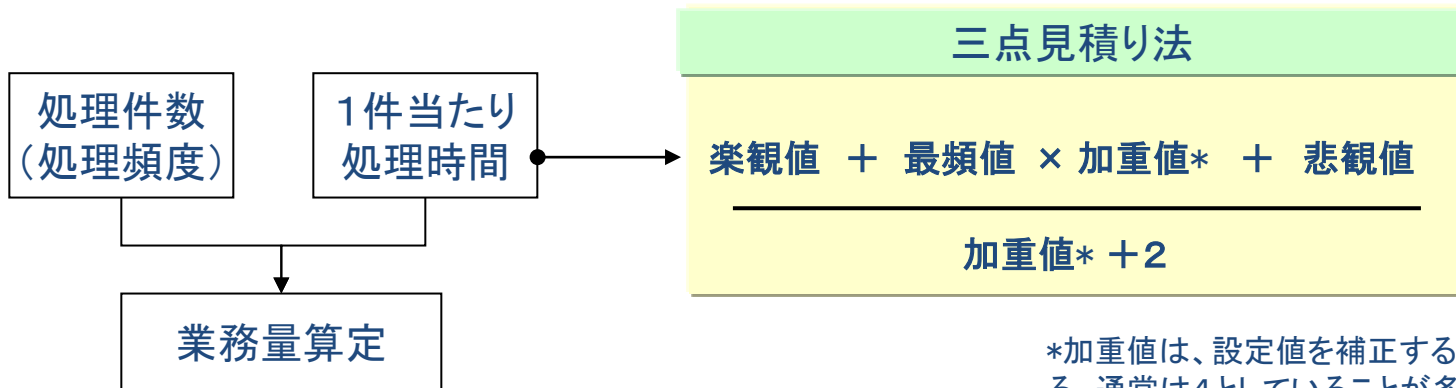 三点見積り法
処理件数
(処理頻度)
1件当たり
処理時間
楽観値 + 最頻値 × 加重値* + 悲観値
加重値* +2
業務量算定
*加重値は、設定値を補正する
る。通常は4としていることが多